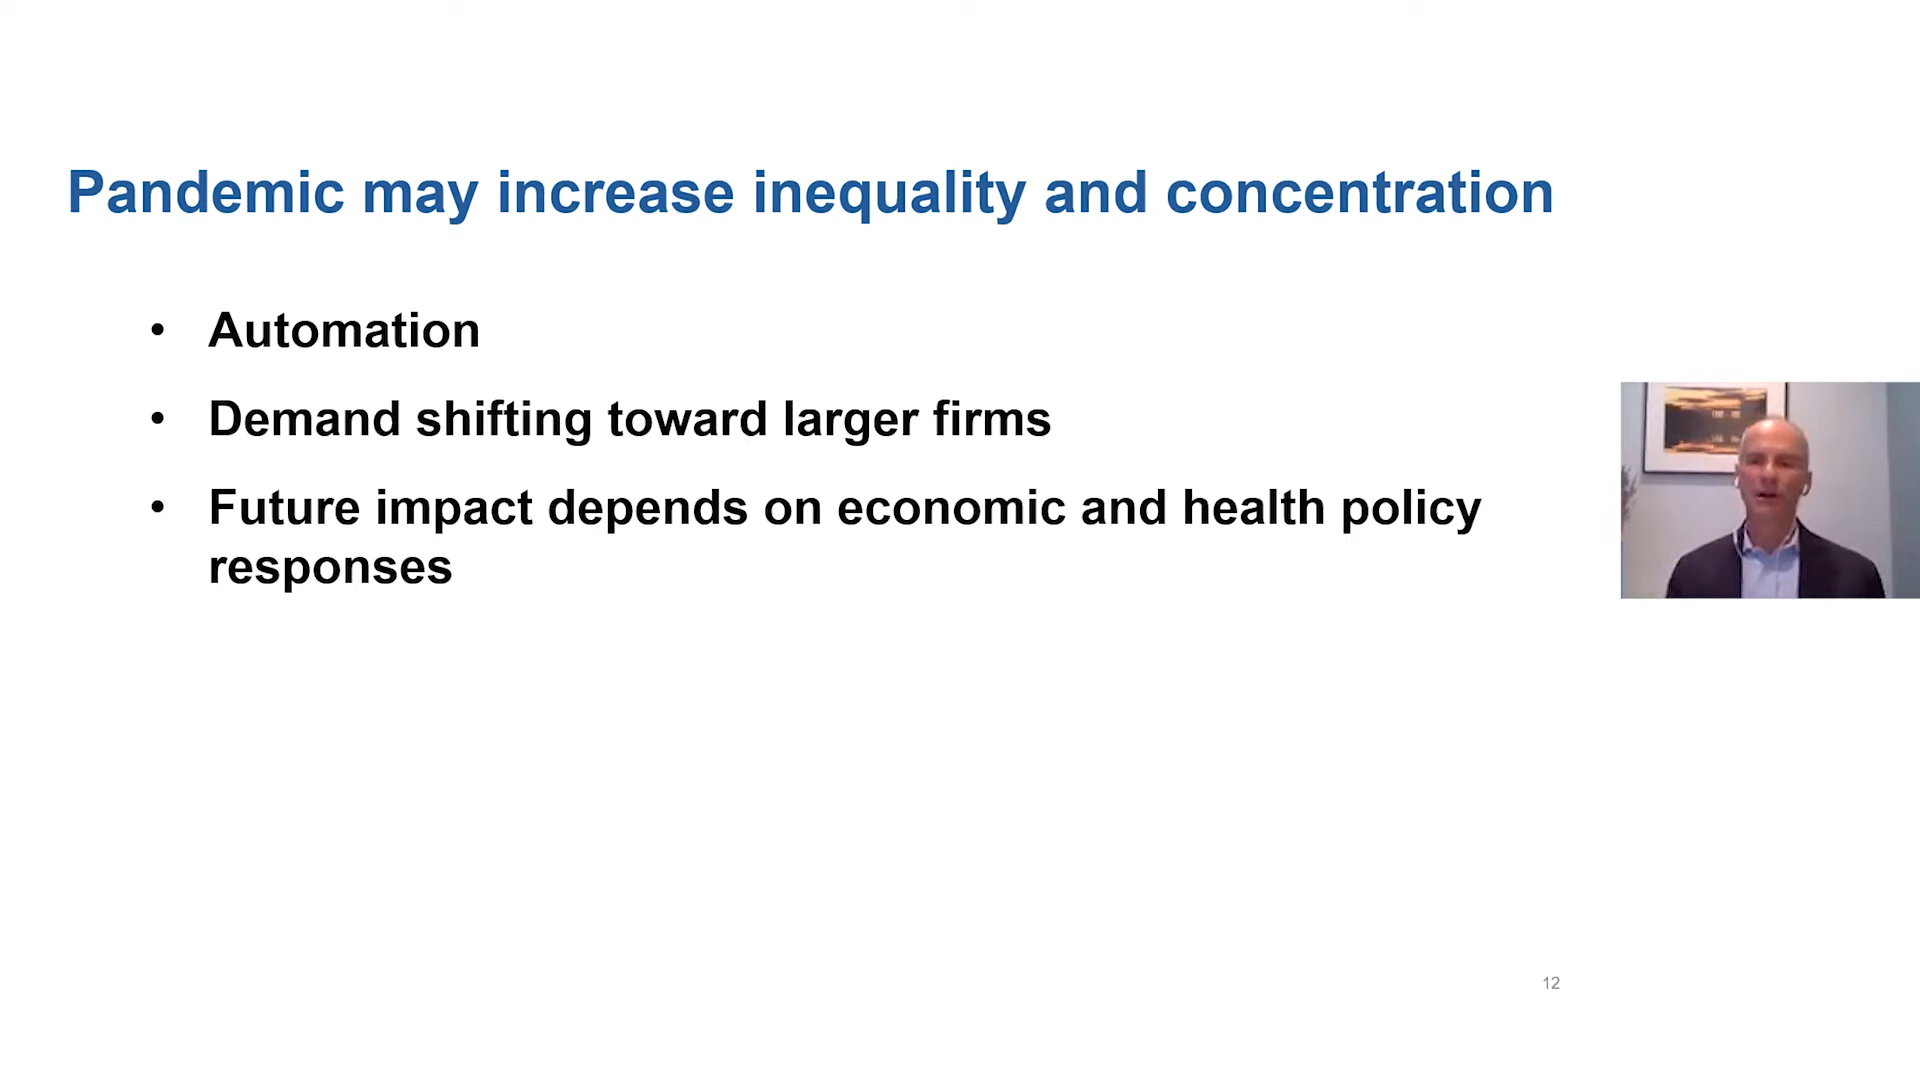 Pandemic may increase inequality and concentration
• Automation
• Demand shifting toward larger firms
• Future impact depends on economic and health policy
responses
12